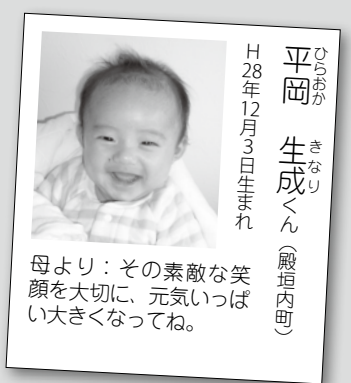 平岡 生成くん（殿垣内町）
ひらおか きなり
H28年12月3日生まれ
母より：その素敵な笑
顔を大切に、元気いっぱ
い大きくなってね。